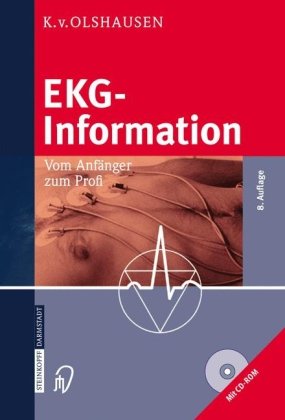 K.v.OLSHAUSEN
EKG-
Information
Vom Anfänger
zum Profi
8. Auflage
Mit CD-ROM
STEINKOPFF
DARMSTADT